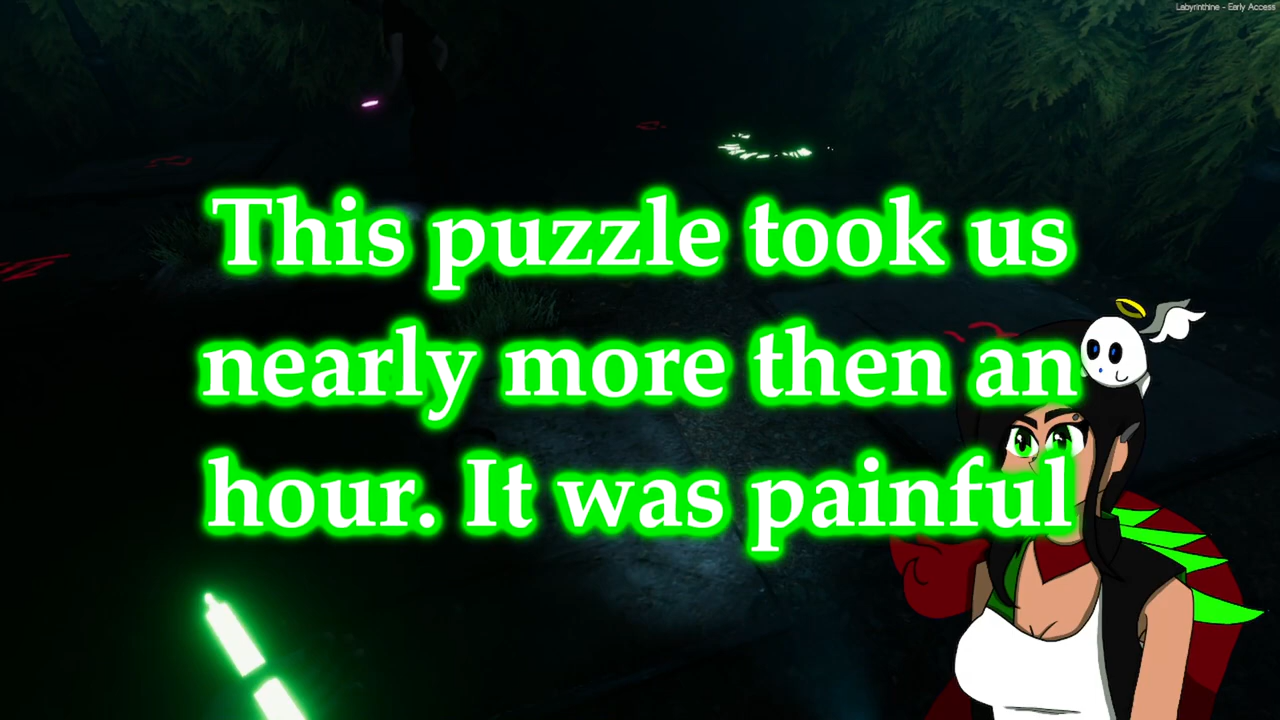 Labyrinthine - Early Access
This puzzle took us
nearly more then an
hour. It was painful